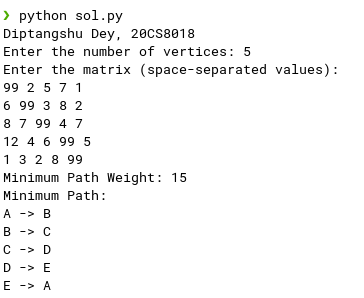 ❯ python sol.py
Diptangshu Dey, 20CS8018
Enter the number of vertices: 5
Enter the matrix (space-separated values):
99 2 5 7 1
6 99 3 8 2
8 7 99 4 7
12 4 6 99 5
1 3 2 8 99
Minimum Path Weight: 15
Minimum Path:
A -> B
B -> C
C -> D
D -> E
E -> A